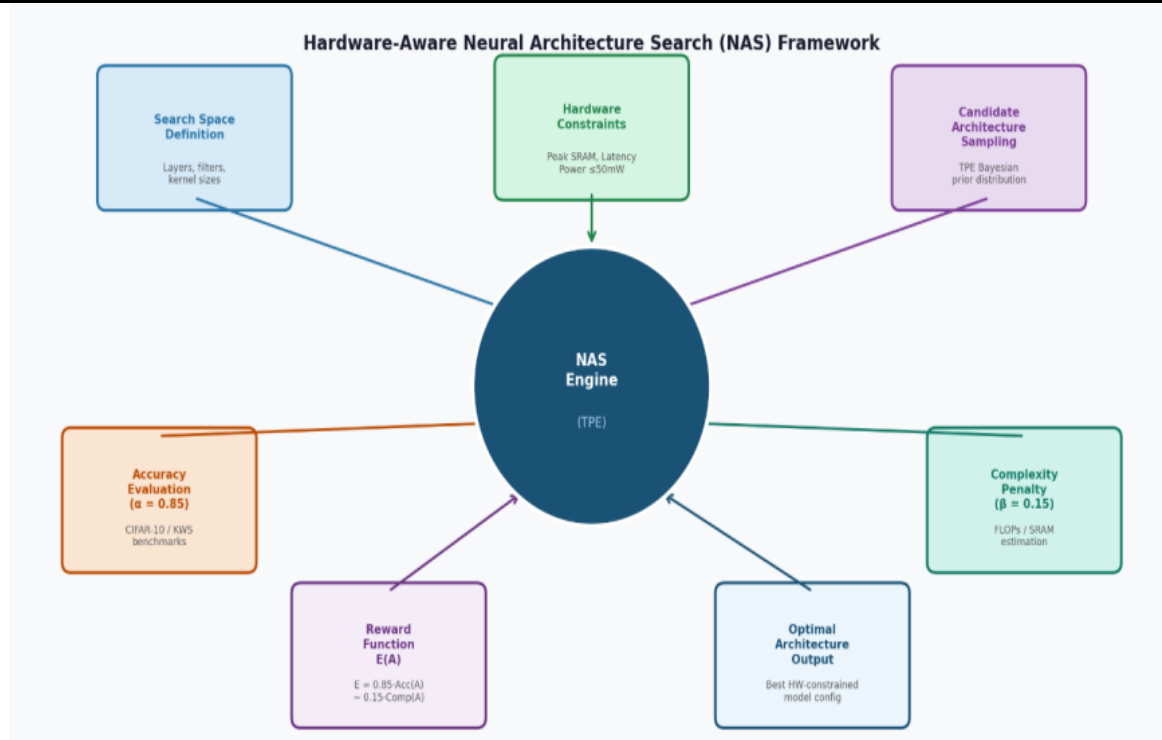 Hardware-Aware Neural Architecture Search (NAS) Framework
Search Space
Definition
Layers, filters,
kernel sizes
Hardware
Constraints
Peak SRAM, Latency
Power ≤50mW
Candidate
Architecture
Sampling
TPE Bayesian
prior distribution
NAS
Engine
(TPE)
Accuracy
Evaluation
(α = 0.85)
CIFAR-10 / KWS
benchmarks
Complexity
Penalty
(β = 0.15)
FLOPs / SRAM
estimation
Reward
Function
E(A)
E = 0.85·Acc(A)
− 0.15·Comp(A)
Optimal
Architecture
Output
Best HW-constrained
model config